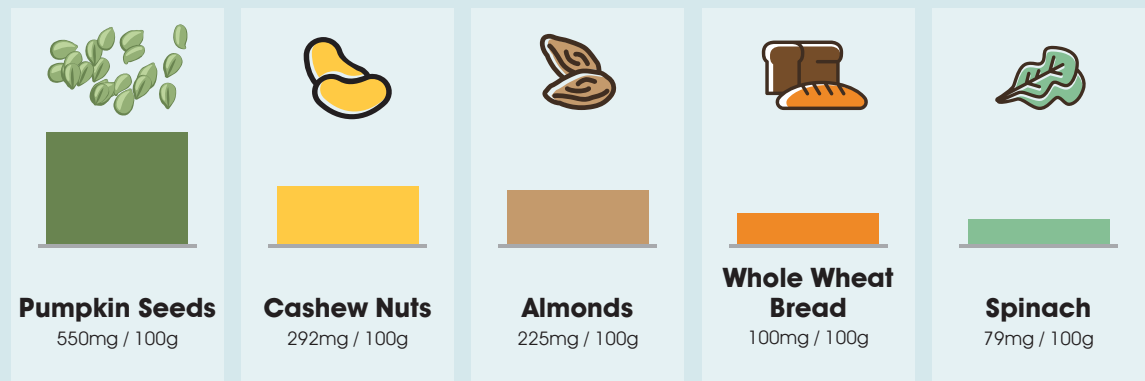 Pumpkin Seeds
550mg / 100g
Cashew Nuts
292mg / 100g
Almonds
225mg / 100g
Whole Wheat
Bread
100mg / 100g
Spinach
79mg / 100g